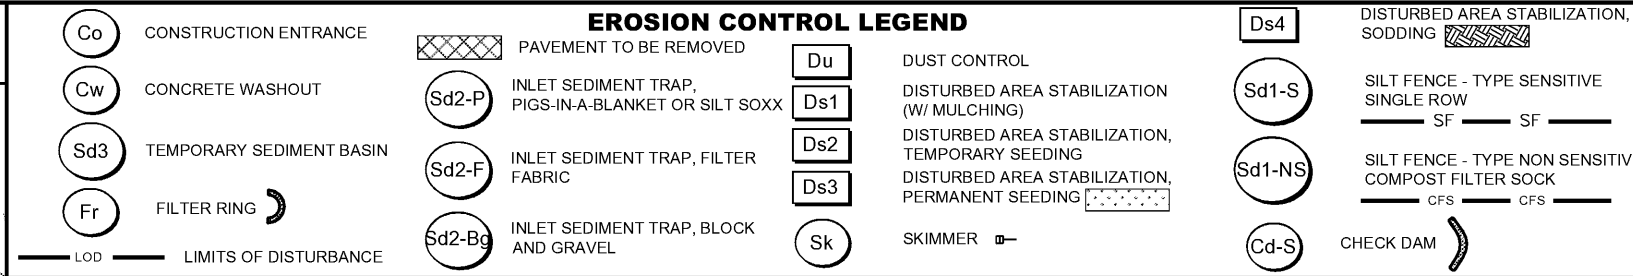 EROSION CONTROL LEGEND
Co CONSTRUCTION ENTRANCE
Cw CONCRETE WASHOUT
Sd3 TEMPORARY SEDIMENT BASIN
Fr FILTER RING
LOD LIMITS OF DISTURBANCE
PAVEMENT TO BE REMOVED
Sd2-P INLET SEDIMENT TRAP,
PIGS-IN-A-BLANKET OR SILT SOXX
Sd2-F INLET SEDIMENT TRAP, FILTER
FABRIC
Sd2-Bg INLET SEDIMENT TRAP, BLOCK
AND GRAVEL
Du DUST CONTROL
Ds1 DISTURBED AREA STABILIZATION
(W/ MULCHING)
Ds2 DISTURBED AREA STABILIZATION,
TEMPORARY SEEDING
Ds3 DISTURBED AREA STABILIZATION,
PERMANENT SEEDING
Sk SKIMMER
Ds4 DISTURBED AREA STABILIZATION,
SODDING
Sd1-S SILT FENCE - TYPE SENSITIVE
SINGLE ROW
SF SF
Sd1-NS SILT FENCE - TYPE NON SENSITIV
COMPOST FILTER SOCK
CFS CFS
Cd-S CHECK DAM